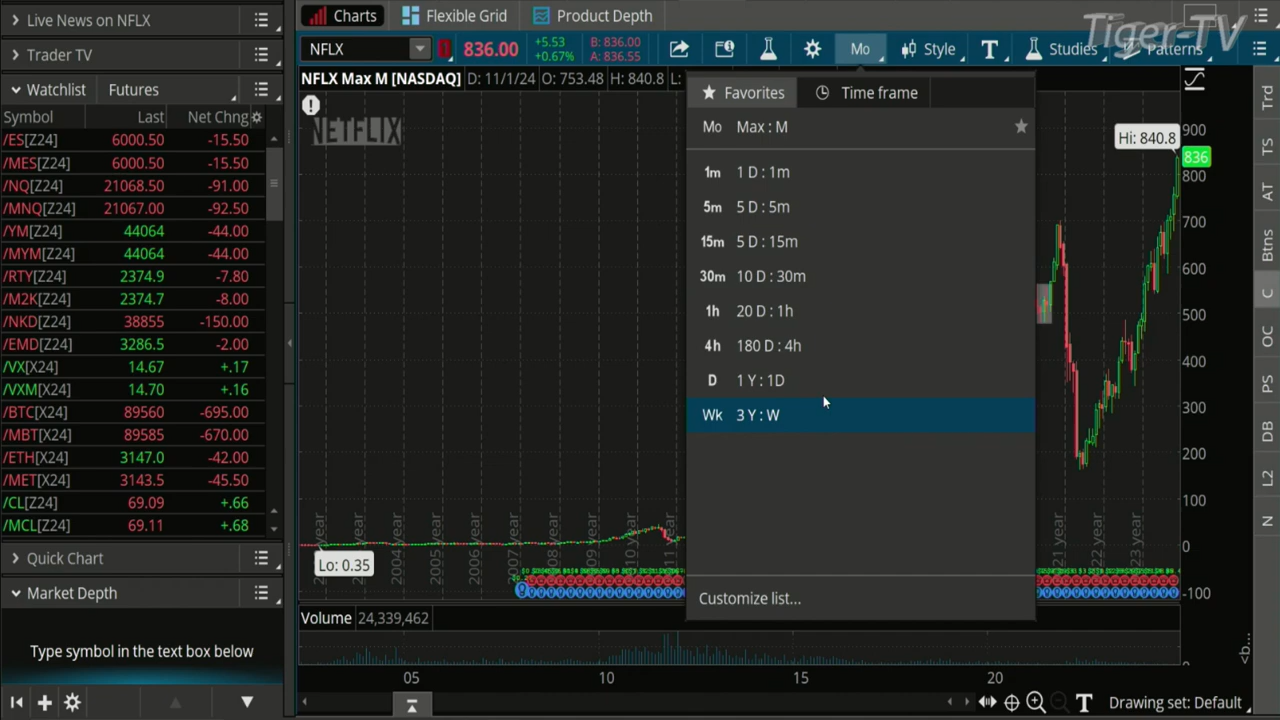 Live News on NFLX
Charts
Flexible Grid
Product Depth
Tiger-TV
Trader TV
NFLX
836.00
+5.53
+0.67%
B: 836.00
A: 836.55
Mo
Style
T
Studies
Patterns
Watchlist
Futures
NFLX Max M [NASDAQ]
D: 11/1/24
O: 753.48
H: 840.8
L:
Symbol Last Net Chng
/ES[Z24] 6000.50 -15.50
/MES[Z24] 6000.50 -15.50
/NQ[Z24] 21068.50 -91.00
/MNQ[Z24] 21067.00 -92.50
/YM[Z24] 44064 -44.00
/MYM[Z24] 44064 -44.00
/RTY[Z24] 2374.9 -7.80
/M2K[Z24] 2374.7 -8.00
/NKD[Z24] 38855 -150.00
/EMD[Z24] 3286.5 -2.00
/VX[X24] 14.67 +.17
/VXM[X24] 14.70 +.16
/BTC[X24] 89560 -695.00
/MBT[X24] 89585 -670.00
/ETH[X24] 3147.0 -42.00
/MET[X24] 3143.5 -45.50
/CL[Z24] 69.09 +.66
/MCL[Z24] 69.11 +.68
Quick Chart
Market Depth
Type symbol in the text box below
NETFLIX
Favorites
Time frame
Mo Max : M
1m 1 D : 1m
5m 5 D : 5m
15m 5 D : 15m
30m 10 D : 30m
1h 20 D : 1h
4h 180 D : 4h
D 1 Y : 1D
Wk 3 Y : W
Customize list...
Hi: 840.8
900
836
800
700
600
500
400
300
200
100
0
-100
Lo: 0.35
2004 year
2005 year
2006 year
2007 year
Volume 24,339,462
0
05
10
15
20
T
Drawing set: Default
Trd
TS
AT
Btns
C
OC
PS
DB
L2
N
<b...